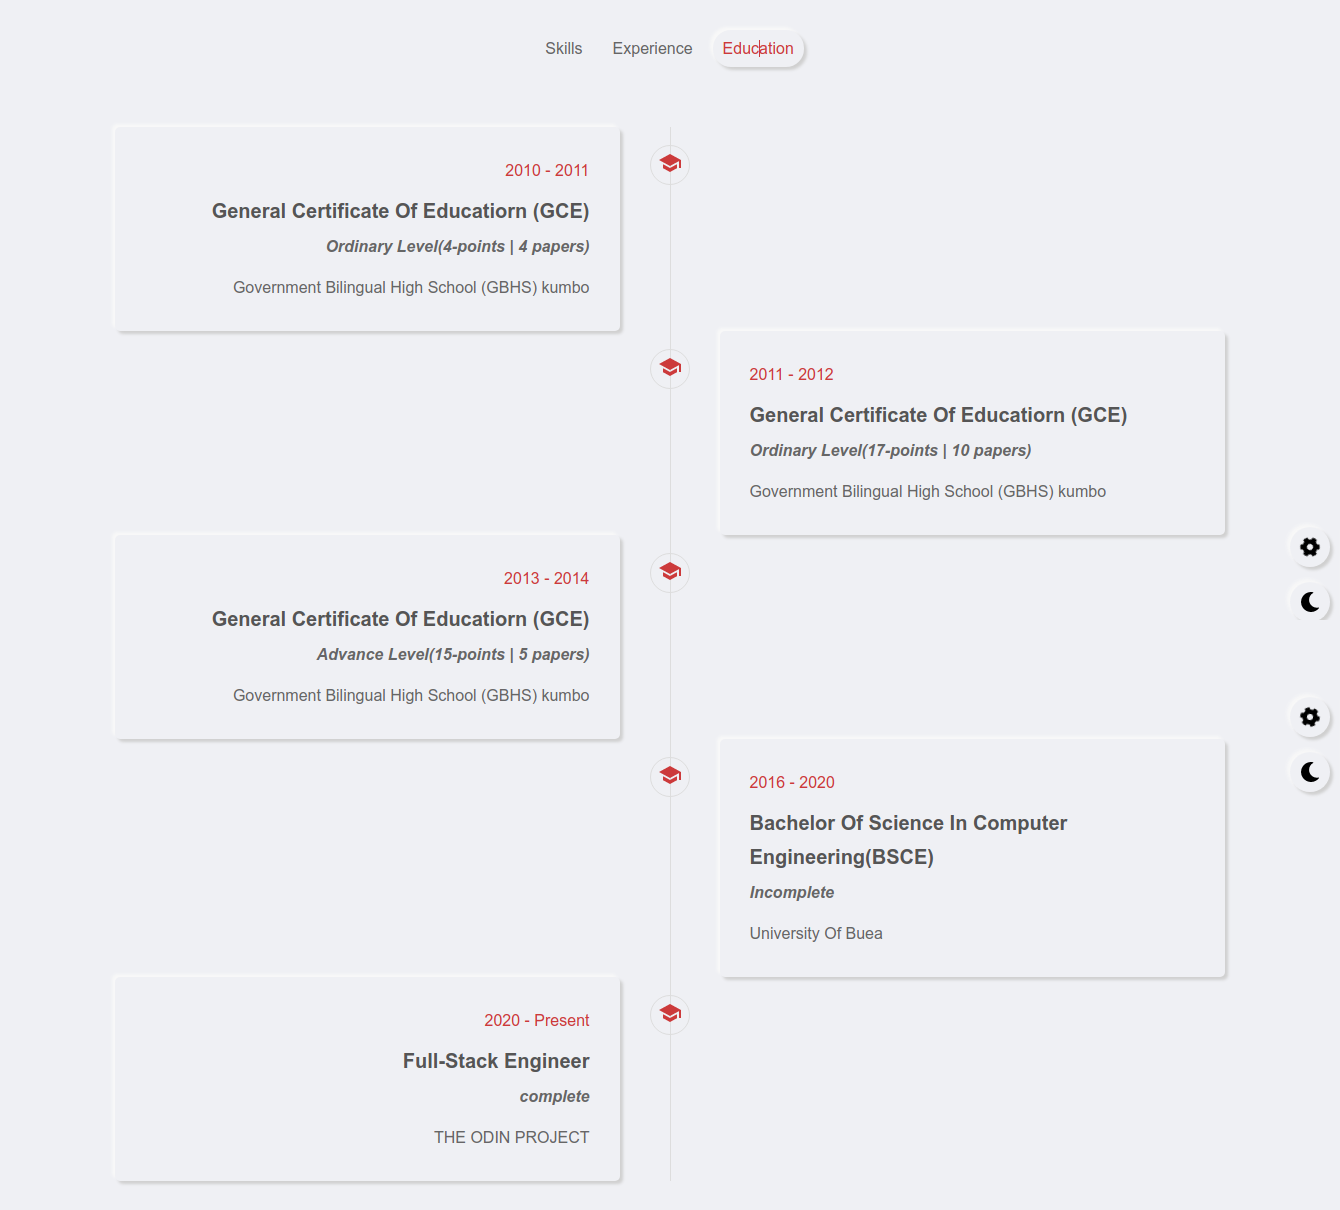 Skills Experience Education
2010 - 2011
General Certificate Of Educatiorn (GCE)
Ordinary Level(4-points | 4 papers)
Government Bilingual High School (GBHS) kumbo
2011 - 2012
General Certificate Of Educatiorn (GCE)
Ordinary Level(17-points | 10 papers)
Government Bilingual High School (GBHS) kumbo
2013 - 2014
General Certificate Of Educatiorn (GCE)
Advance Level(15-points | 5 papers)
Government Bilingual High School (GBHS) kumbo
2016 - 2020
Bachelor Of Science In Computer
Engineering(BSCE)
Incomplete
University Of Buea
2020 - Present
Full-Stack Engineer
complete
THE ODIN PROJECT